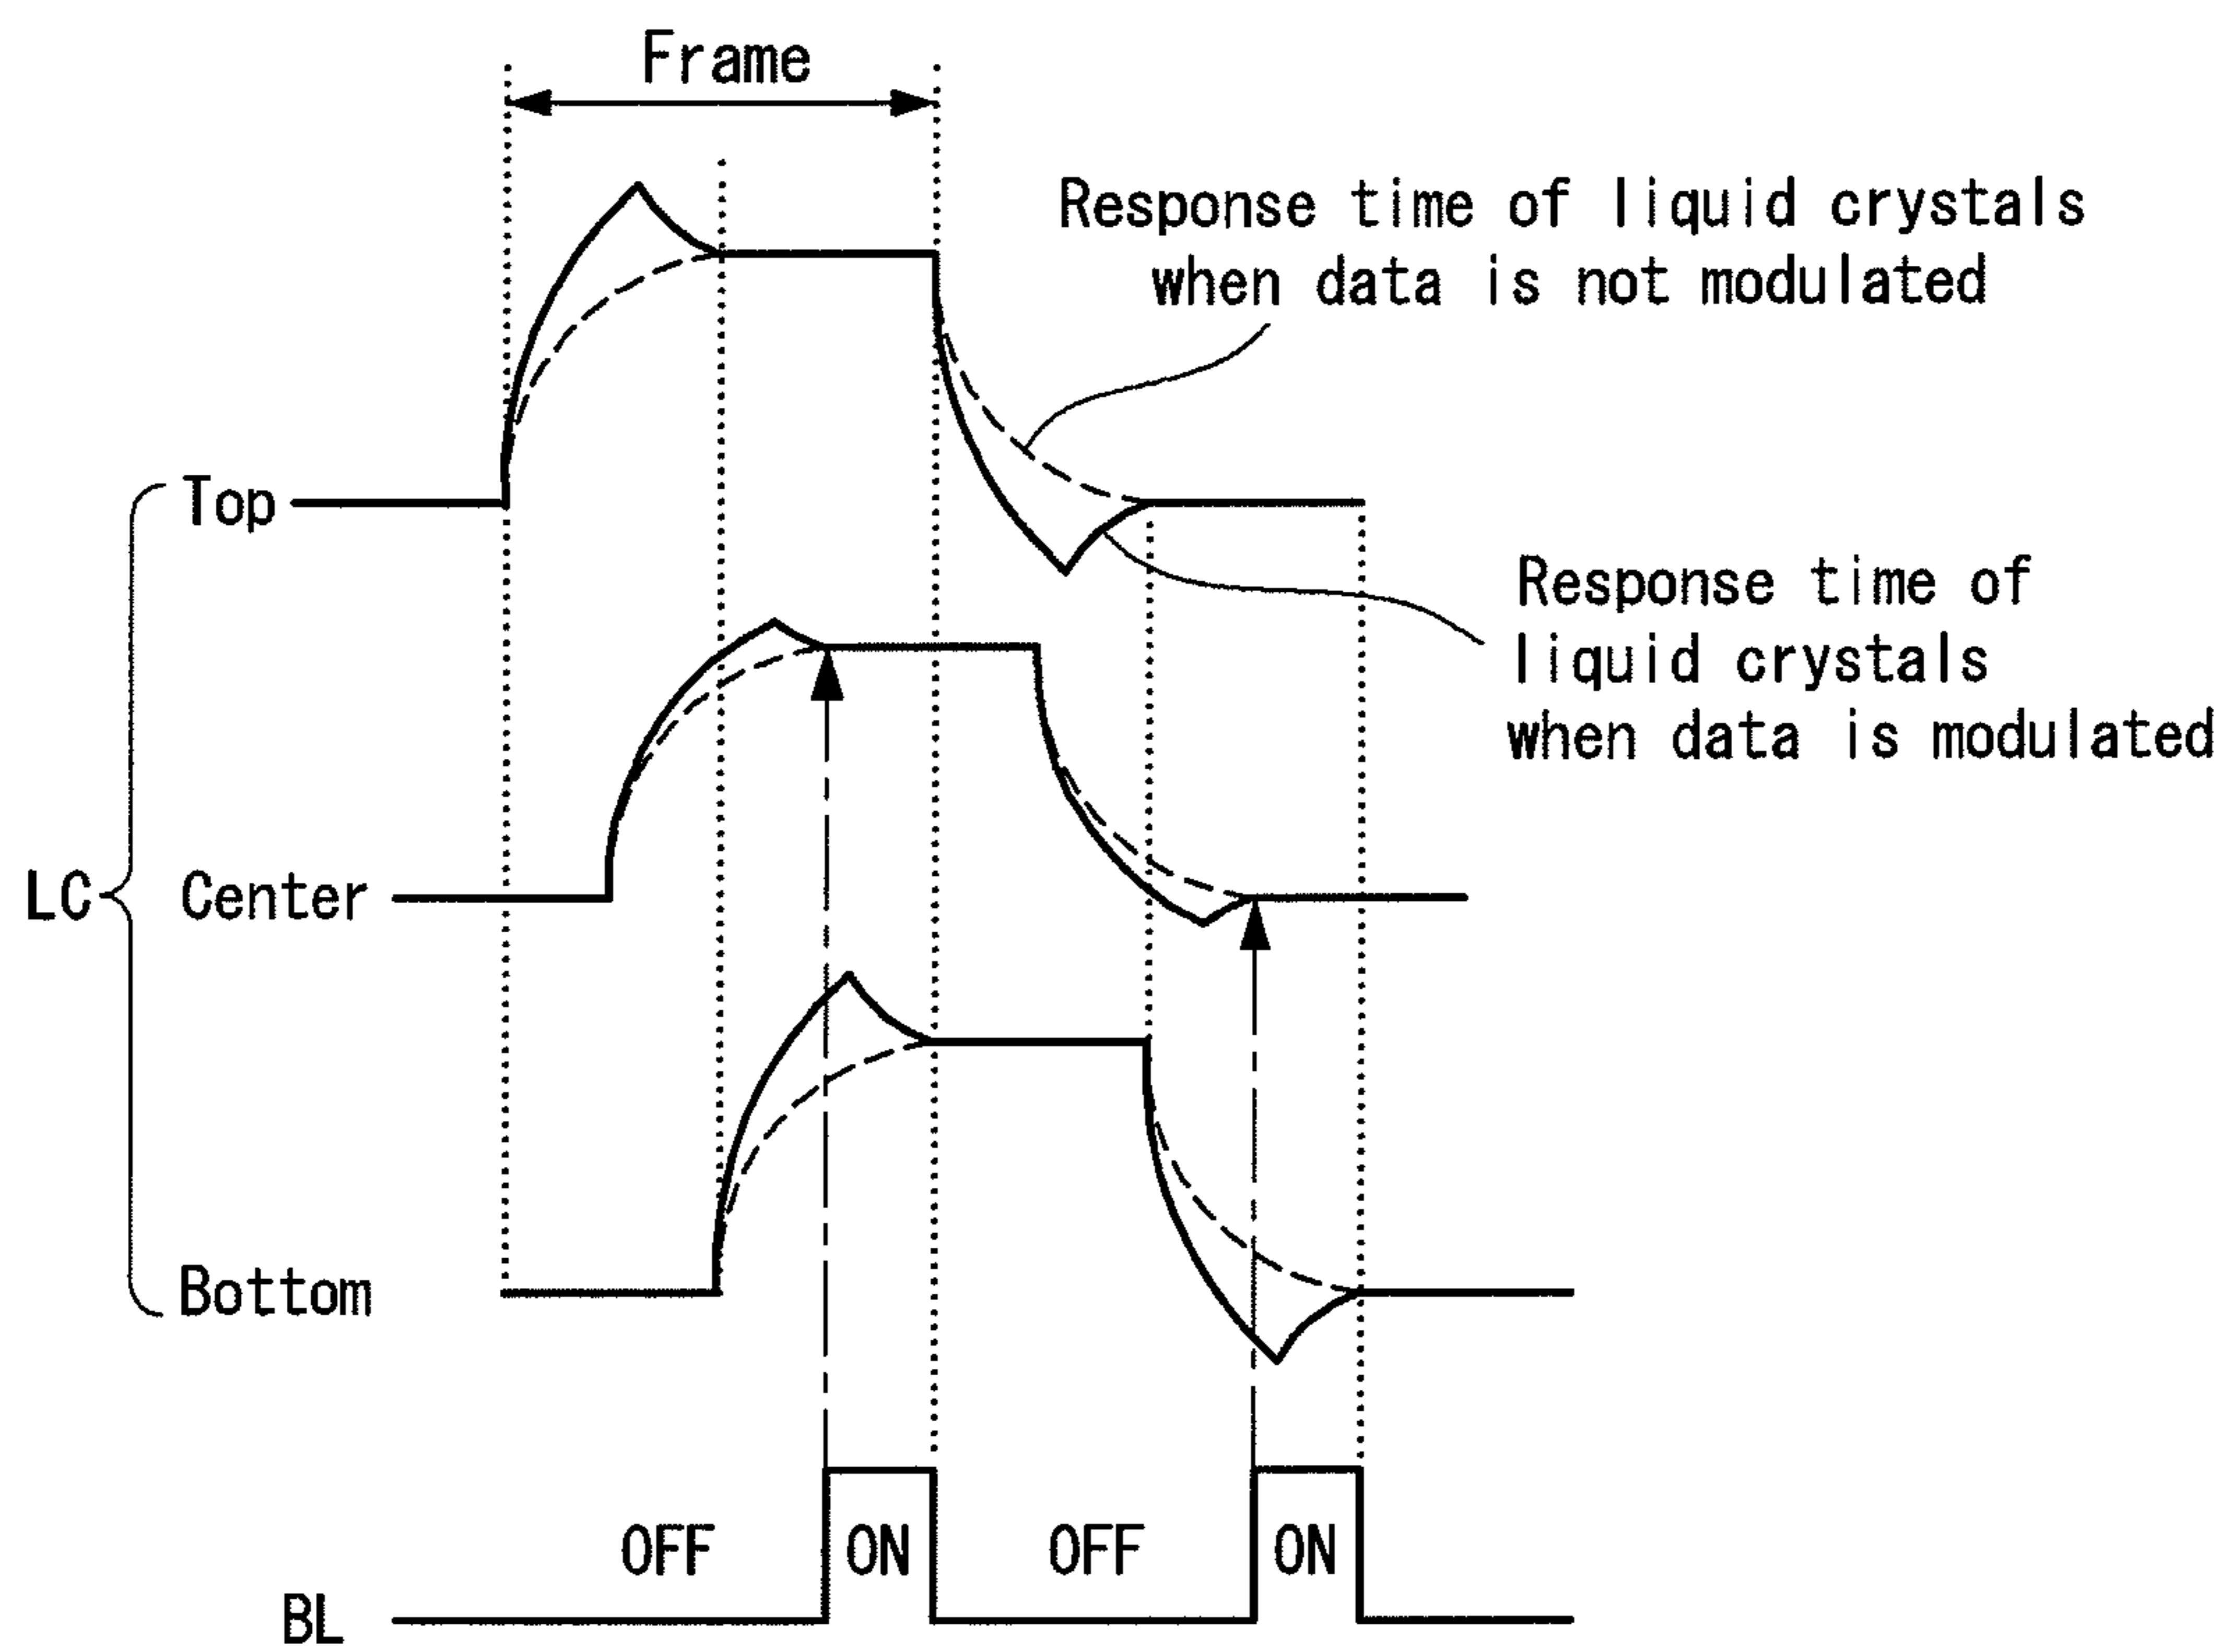 Frame
Response time of liquid crystals
when data is not modulated
Top
Response time of
liquid crystals
when data is modulated
LC
Center
Bottom
OFF
ON
OFF
ON
BL